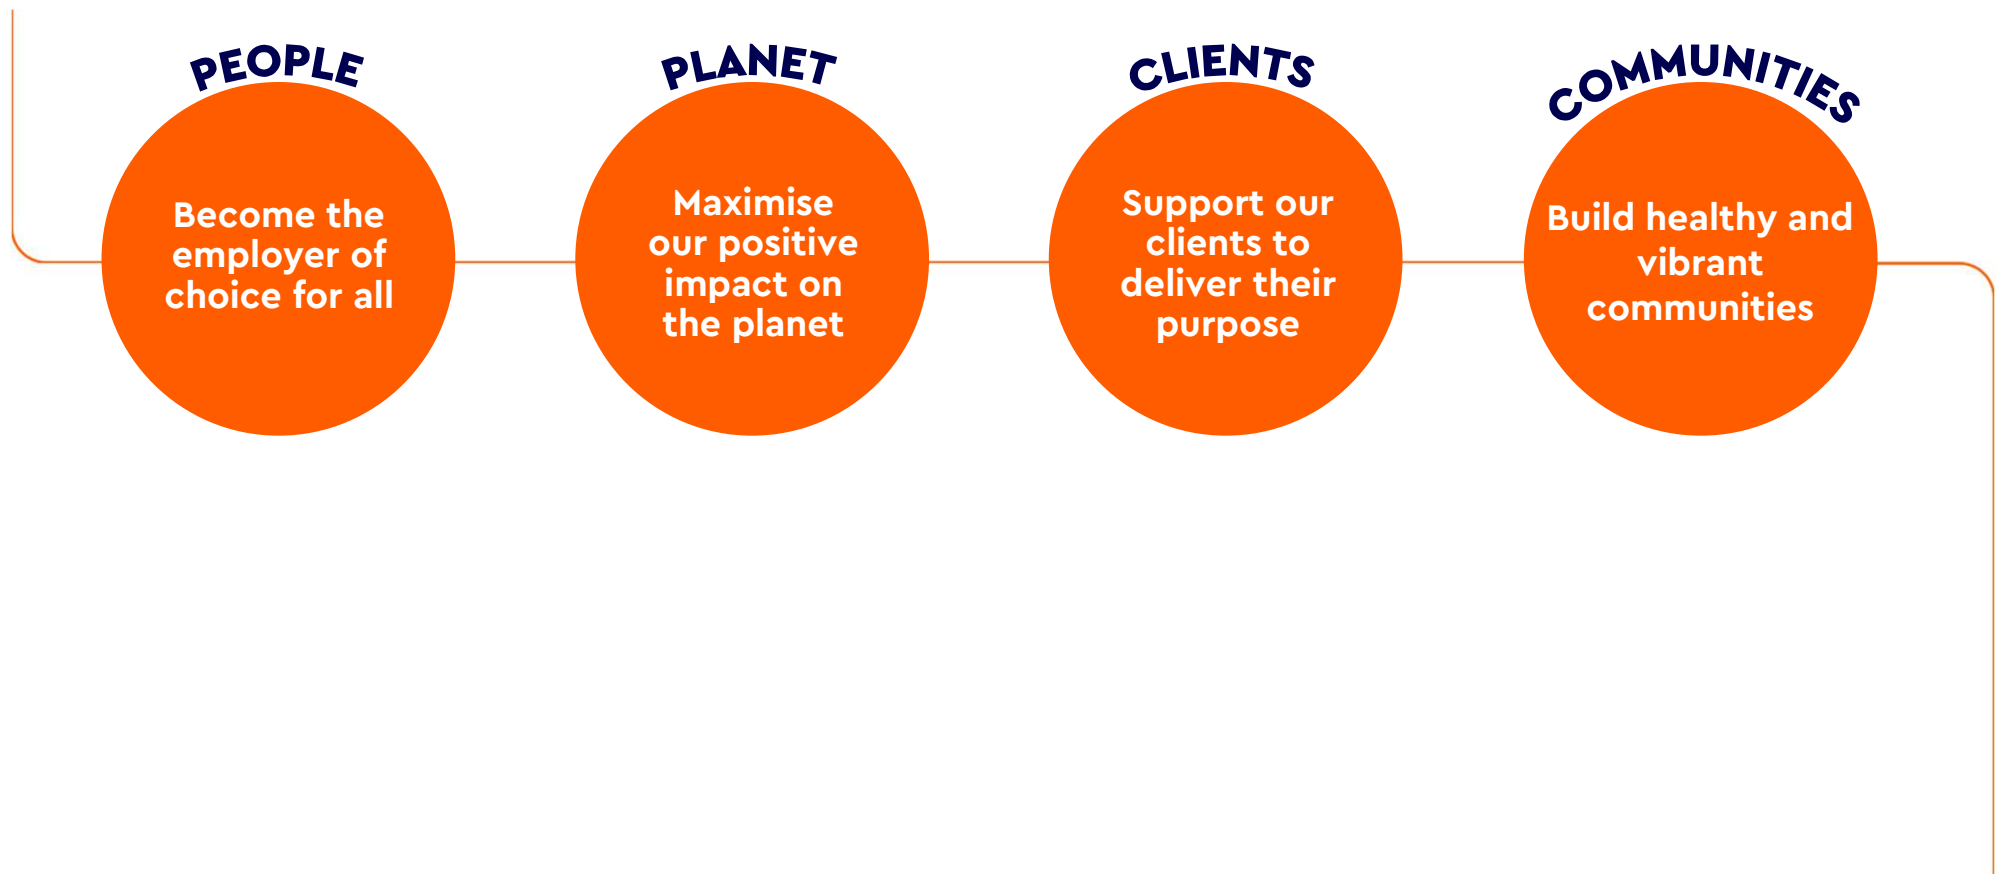 PEOPLE
Become the
employer of
choice for all
PLANET
Maximise
our positive
impact on
the planet
CLIENTS
Support our
clients to
deliver their
purpose
COMMUNITIES
Build healthy and
vibrant
communities